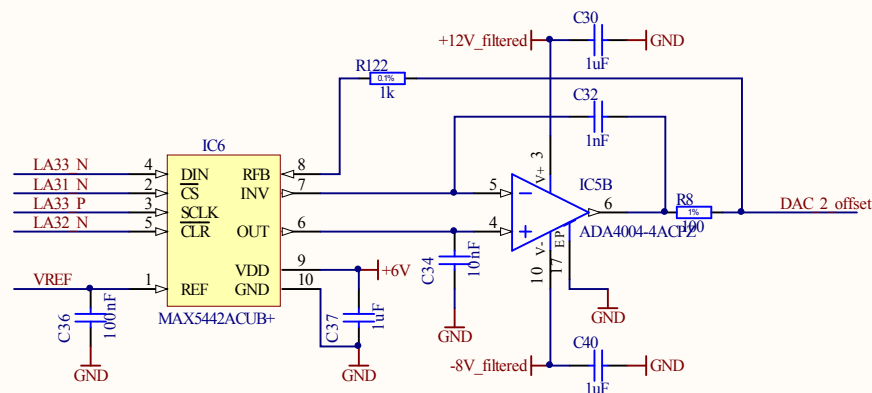 C30
+12V_filtered
GND
1uF
R122
0.1%
1k
C32
1nF
IC6
LA33_N
4
DIN
RFB
8
LA31_N
2
CS
INV
7
LA33_P
3
SCLK
LA32_N
5
CLR
OUT
6
VDD
9
+6V
GND
10
VREF
1
REF
MAX5442ACUB+
C36
100nF
GND
C37
1uF
GND
C34
10nF
GND
5
4
3
V+
IC5B
6
ADA4004-4ACPZ
V-
10
EP
17
GND
R8
1%
100
DAC_2_offset
-8V_filtered
C40
1uF
GND